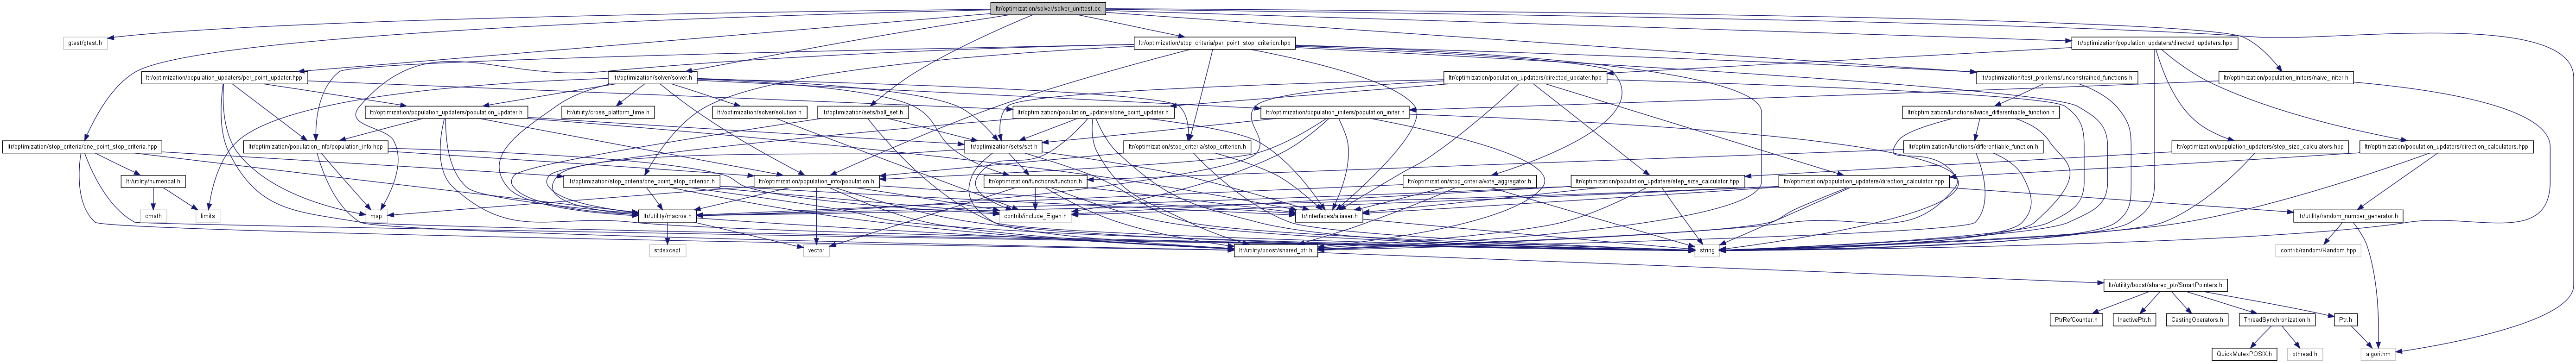 ltr/optimization/solver/solver_unittest.cc
gtest/gtest.h
ltr/optimization/stop_criteria/per_point_stop_criterion.hpp
ltr/optimization/population_updaters/directed_updaters.hpp
ltr/optimization/population_updaters/per_point_updater.hpp
ltr/optimization/solver/solver.h
ltr/optimization/population_updaters/directed_updater.hpp
ltr/optimization/test_problems/unconstrained_functions.h
ltr/optimization/population_initers/naive_initer.h
ltr/optimization/population_updaters/population_updater.h
ltr/utility/cross_platform_time.h
ltr/optimization/solver/solution.h
ltr/optimization/sets/ball_set.h
ltr/optimization/population_updaters/one_point_updater.h
ltr/optimization/population_initers/population_initer.h
ltr/optimization/functions/twice_differentiable_function.h
ltr/optimization/stop_criteria/one_point_stop_criteria.hpp
ltr/optimization/population_info/population_info.hpp
ltr/optimization/sets/set.h
ltr/optimization/stop_criteria/stop_criterion.h
ltr/optimization/functions/differentiable_function.h
ltr/optimization/population_updaters/step_size_calculators.hpp
ltr/optimization/population_updaters/direction_calculators.hpp
ltr/utility/numerical.h
ltr/optimization/stop_criteria/one_point_stop_criterion.h
ltr/optimization/population_info/population.h
ltr/optimization/functions/function.h
ltr/optimization/stop_criteria/vote_aggregator.h
ltr/optimization/population_updaters/step_size_calculator.hpp
ltr/optimization/population_updaters/direction_calculator.hpp
cmath
limits
map
ltr/utility/macros.h
contrib/include_Eigen.h
ltr/interfaces/aliaser.h
ltr/utility/random_number_generator.h
stdexcept
vector
ltr/utility/boost/shared_ptr.h
string
contrib/random/Random.hpp
ltr/utility/boost/shared_ptr/SmartPointers.h
PtrRefCounter.h
InactivePtr.h
CastingOperators.h
ThreadSynchronization.h
Ptr.h
QuickMutexPOSIX.h
pthread.h
algorithm